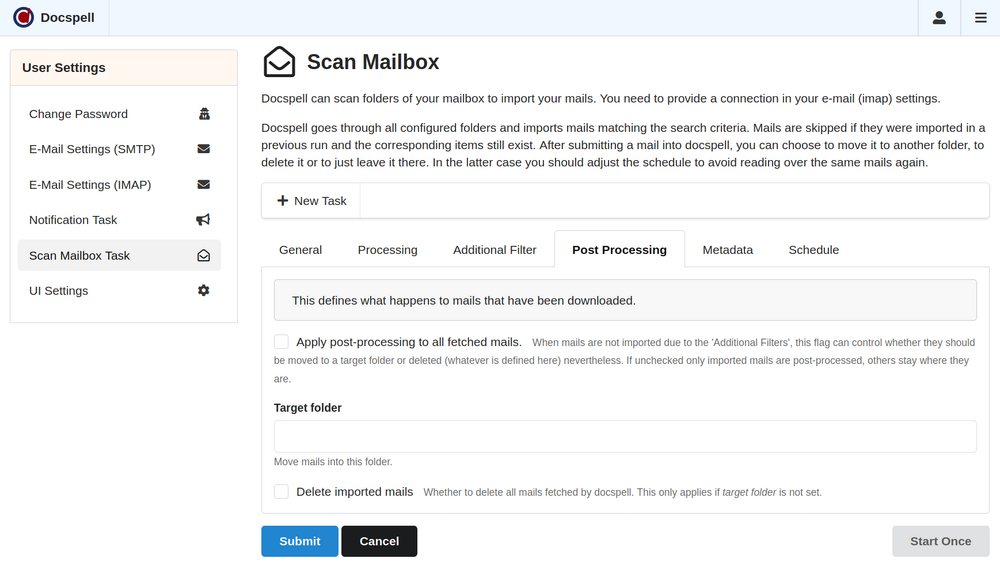 Docspell
User Settings
Change Password
E-Mail Settings (SMTP)
E-Mail Settings (IMAP)
Notification Task
Scan Mailbox Task
UI Settings
Scan Mailbox
Docspell can scan folders of your mailbox to import your mails. You need to provide a connection in your e-mail (imap) settings.
Docspell goes through all configured folders and imports mails matching the search criteria. Mails are skipped if they were imported in a
previous run and the corresponding items still exist. After submitting a mail into docspell, you can choose to move it to another folder, to
delete it or to just leave it there. In the latter case you should adjust the schedule to avoid reading over the same mails again.
New Task
General Processing Additional Filter Post Processing Metadata Schedule
This defines what happens to mails that have been downloaded.
Apply post-processing to all fetched mails. When mails are not imported due to the 'Additional Filters', this flag can control whether they should
be moved to a target folder or deleted (whatever is defined here) nevertheless. If unchecked only imported mails are post-processed, others stay where they
are.
Target folder
Move mails into this folder.
Delete imported mails Whether to delete all mails fetched by docspell. This only applies if target folder is not set.
Submit Cancel Start Once